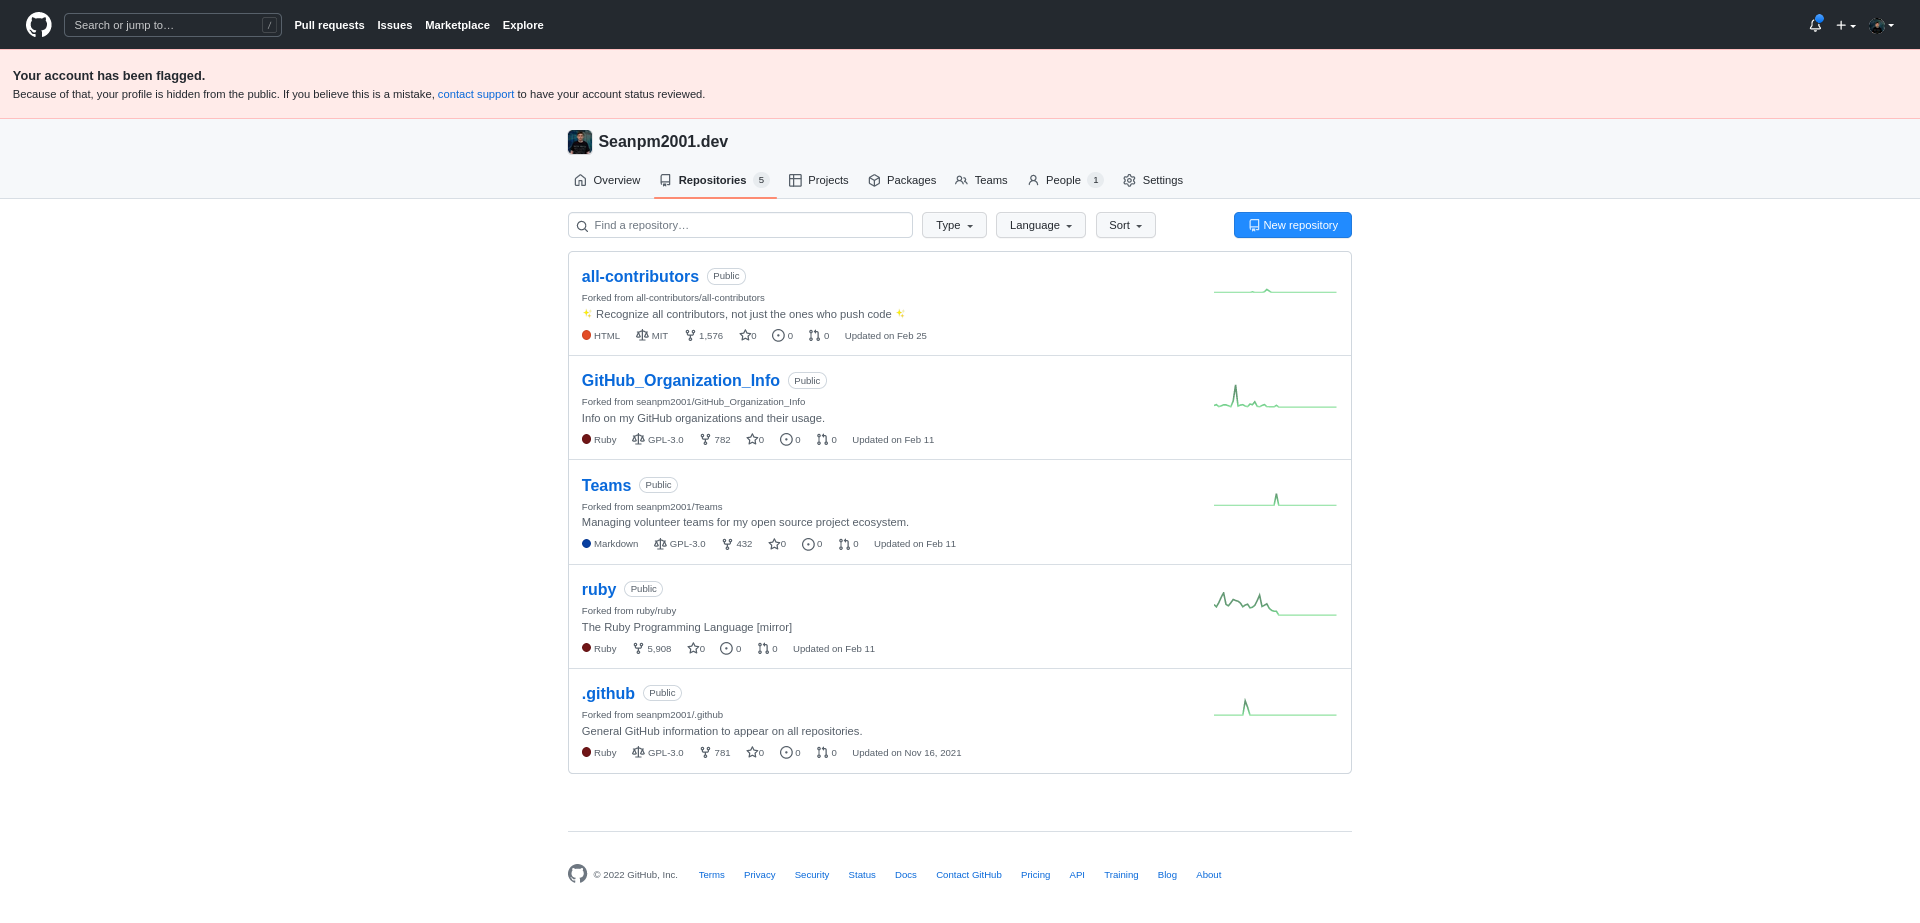 Search or jump to… /
Pull requests Issues Marketplace Explore
Your account has been flagged.
Because of that, your profile is hidden from the public. If you believe this is a mistake, contact support to have your account status reviewed.
Seanpm2001.dev
Overview Repositories 5 Projects Packages Teams People 1 Settings
Find a repository… Type Language Sort New repository
all-contributors Public
Forked from all-contributors/all-contributors
✨ Recognize all contributors, not just the ones who push code ✨
HTML MIT 1,576 0 0 0 Updated on Feb 25
GitHub_Organization_Info Public
Forked from seanpm2001/GitHub_Organization_Info
Info on my GitHub organizations and their usage.
Ruby GPL-3.0 782 0 0 0 Updated on Feb 11
Teams Public
Forked from seanpm2001/Teams
Managing volunteer teams for my open source project ecosystem.
Markdown GPL-3.0 432 0 0 0 Updated on Feb 11
ruby Public
Forked from ruby/ruby
The Ruby Programming Language [mirror]
Ruby 5,908 0 0 0 Updated on Feb 11
.github Public
Forked from seanpm2001/.github
General GitHub information to appear on all repositories.
Ruby GPL-3.0 781 0 0 0 Updated on Nov 16, 2021
© 2022 GitHub, Inc. Terms Privacy Security Status Docs Contact GitHub Pricing API Training Blog About